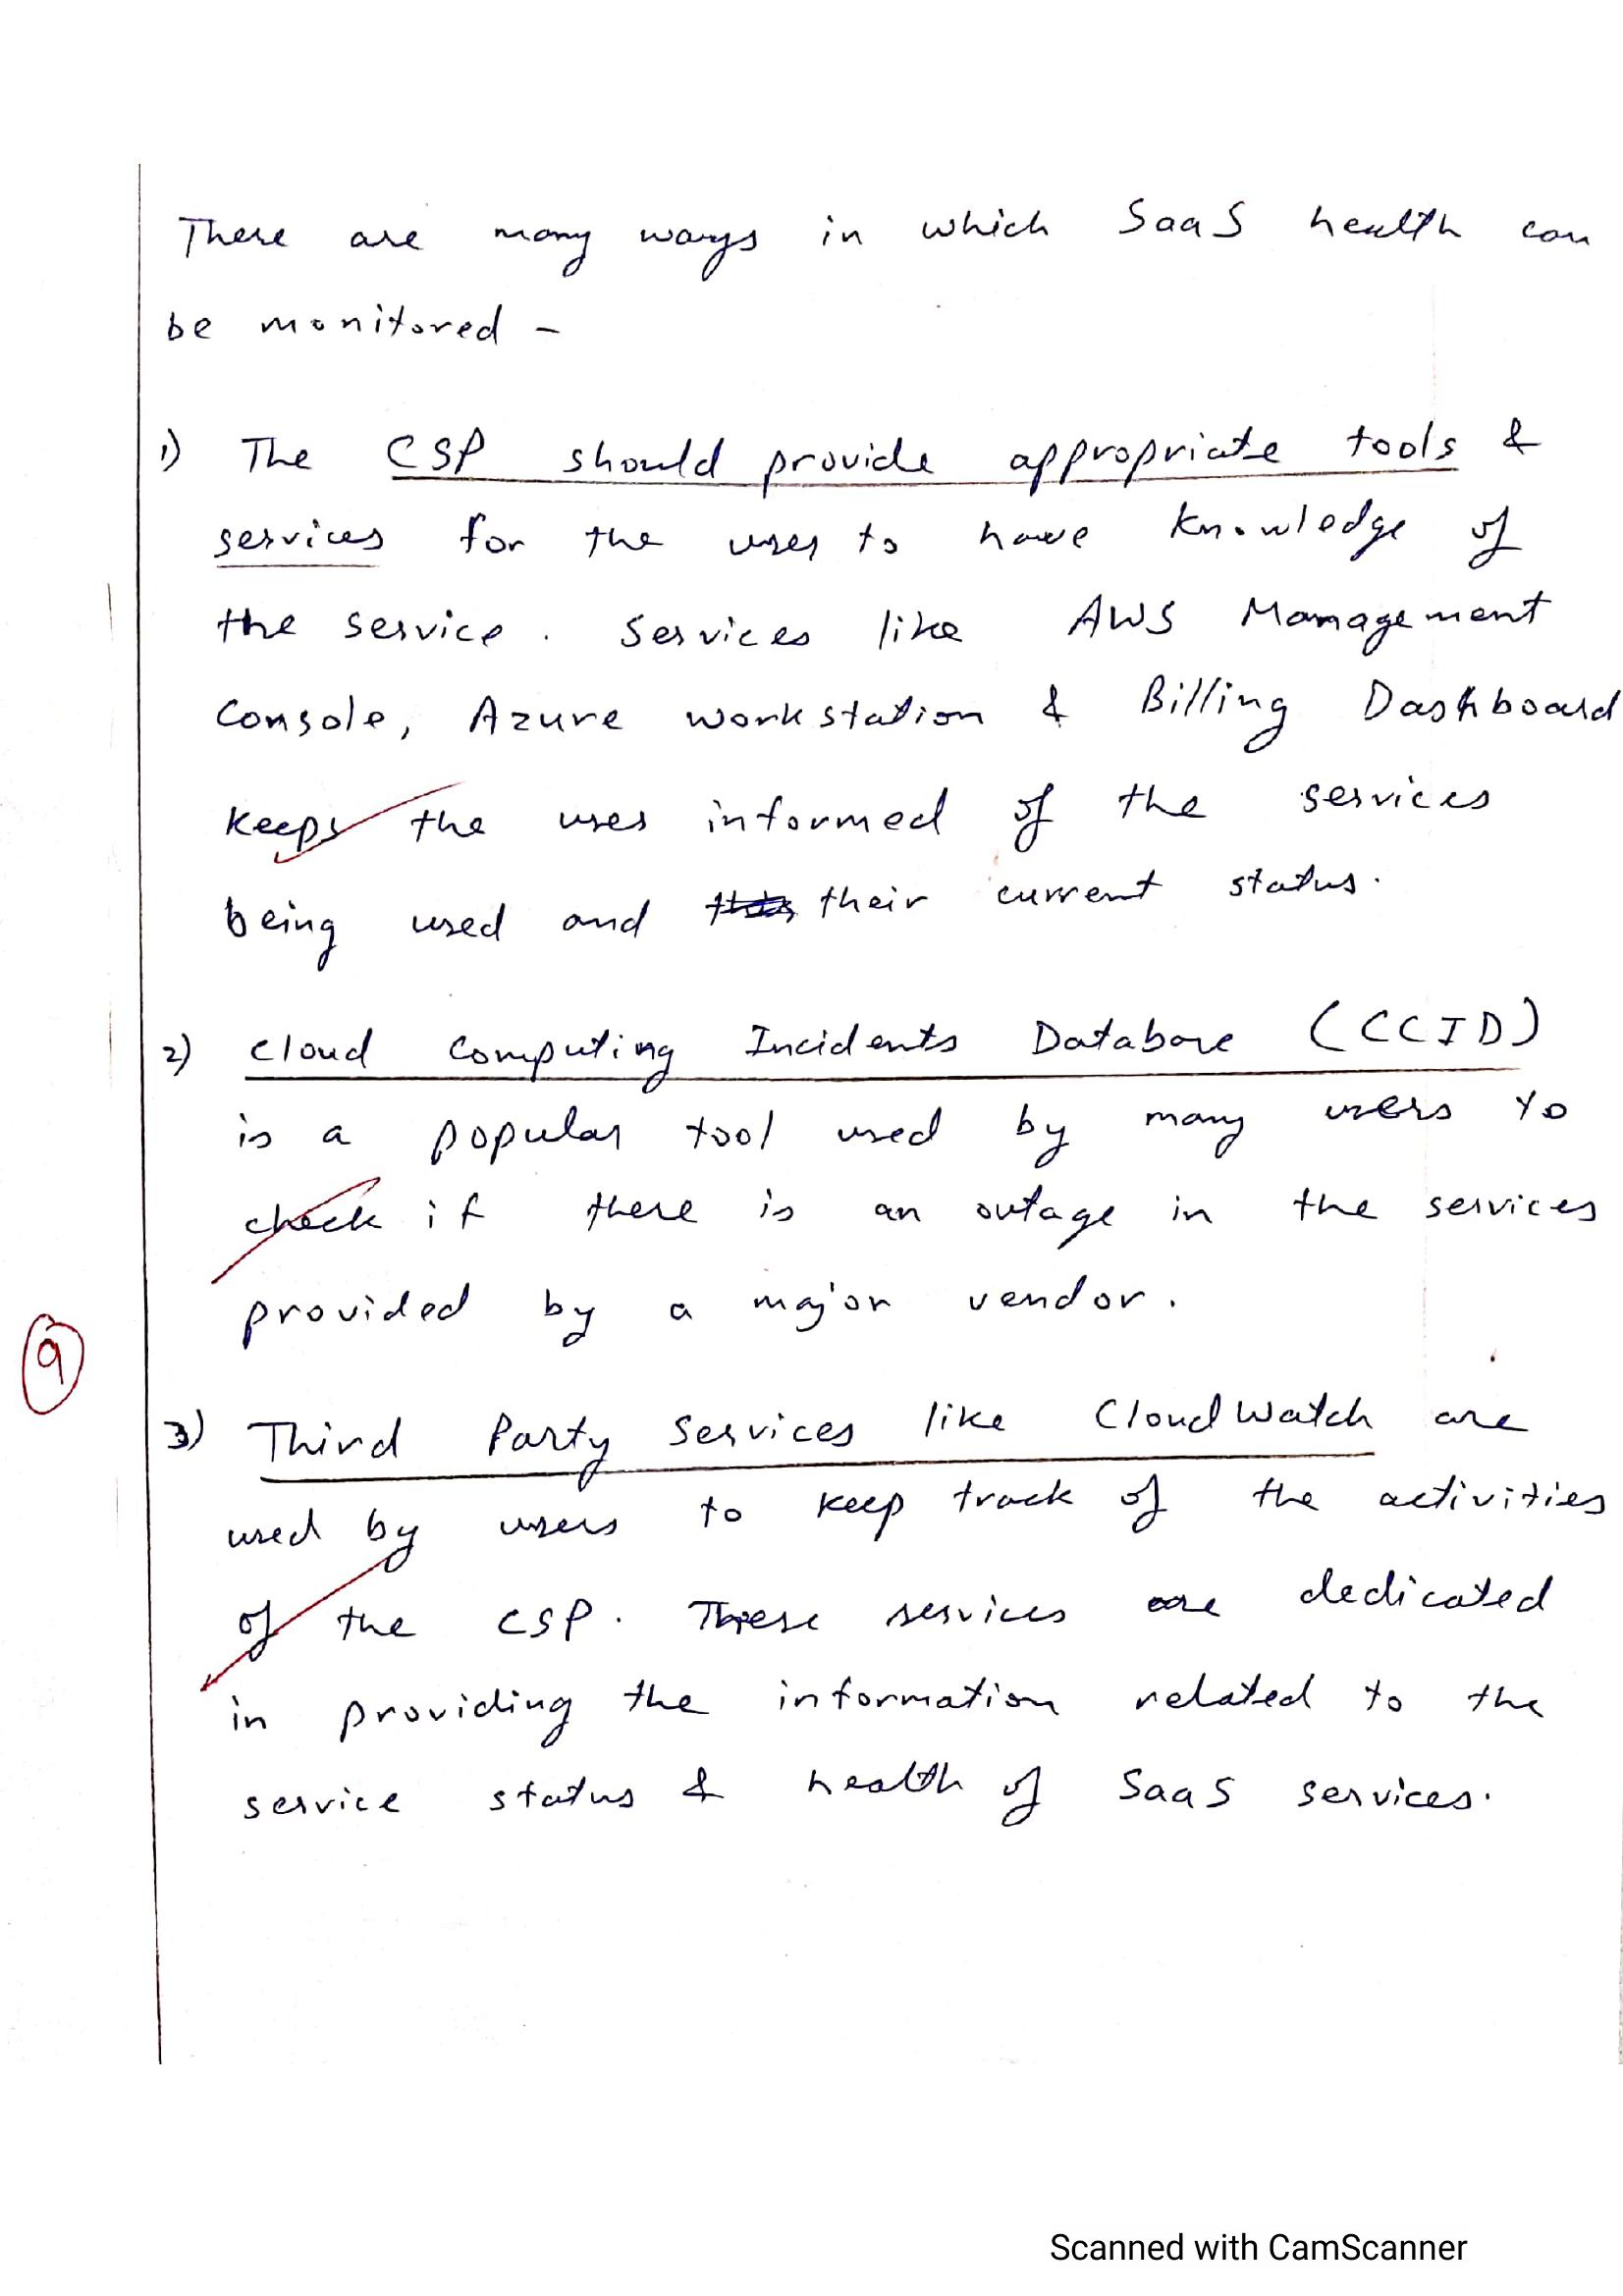 There are many ways in which SaaS health can
be monitored -
1) The CSP should provide appropriate tools &
services for the user to have knowledge of
the service. Services like AWS Management
Console, Azure workstation & Billing Dashboard
keeps the user informed of the services
being used and their current status.
2) Cloud Computing Incidents Database (CCID)
is a popular tool used by many users to
check if there is an outage in the services
provided by a major vendor.
9
3) Third Party Services like CloudWatch are
used by users to keep track of the activities
of the CSP. These services are dedicated
in providing the information related to the
service status & health of SaaS services.
Scanned with CamScanner